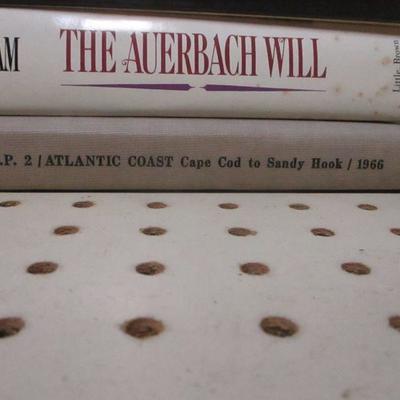 AM THE AUERBACH WILL Little Brown
.P. 2 / ATLANTIC COAST Cape Cod to Sandy Hook / 1966